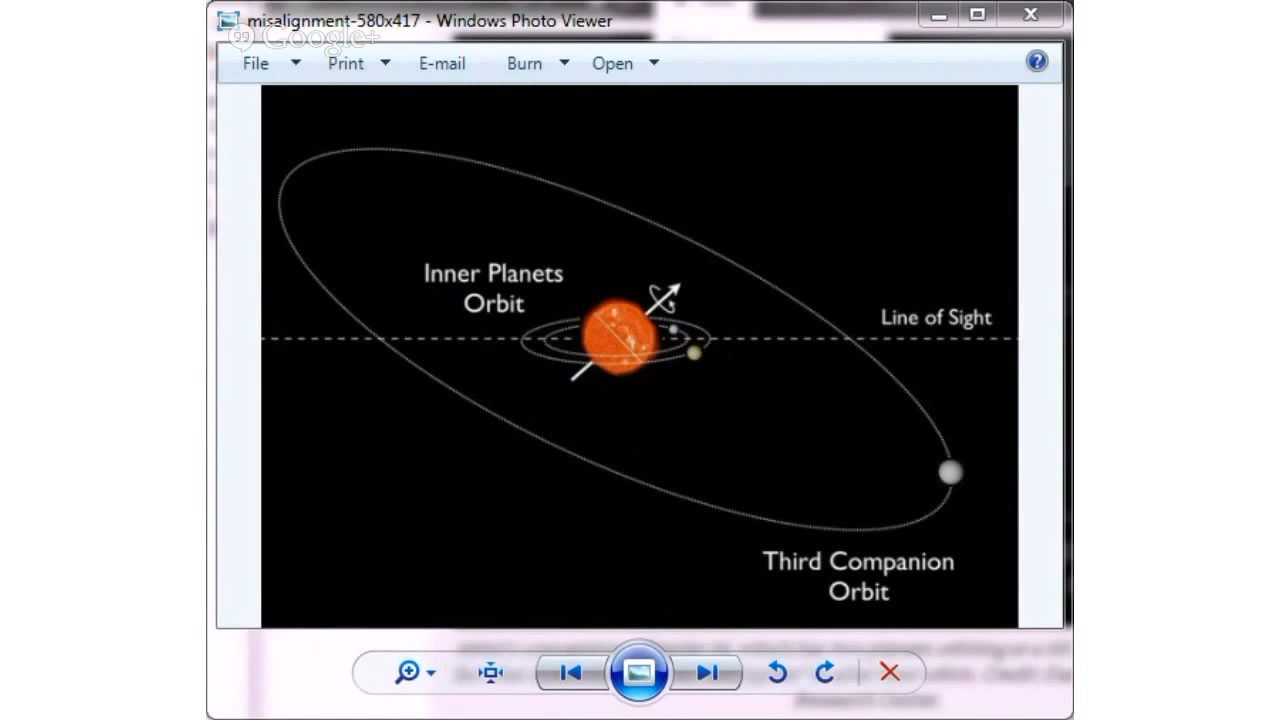 misalignment-580x417 - Windows Photo Viewer
Google+
File Print E-mail Burn Open
Inner Planets
Orbit
Line of Sight
Third Companion
Orbit